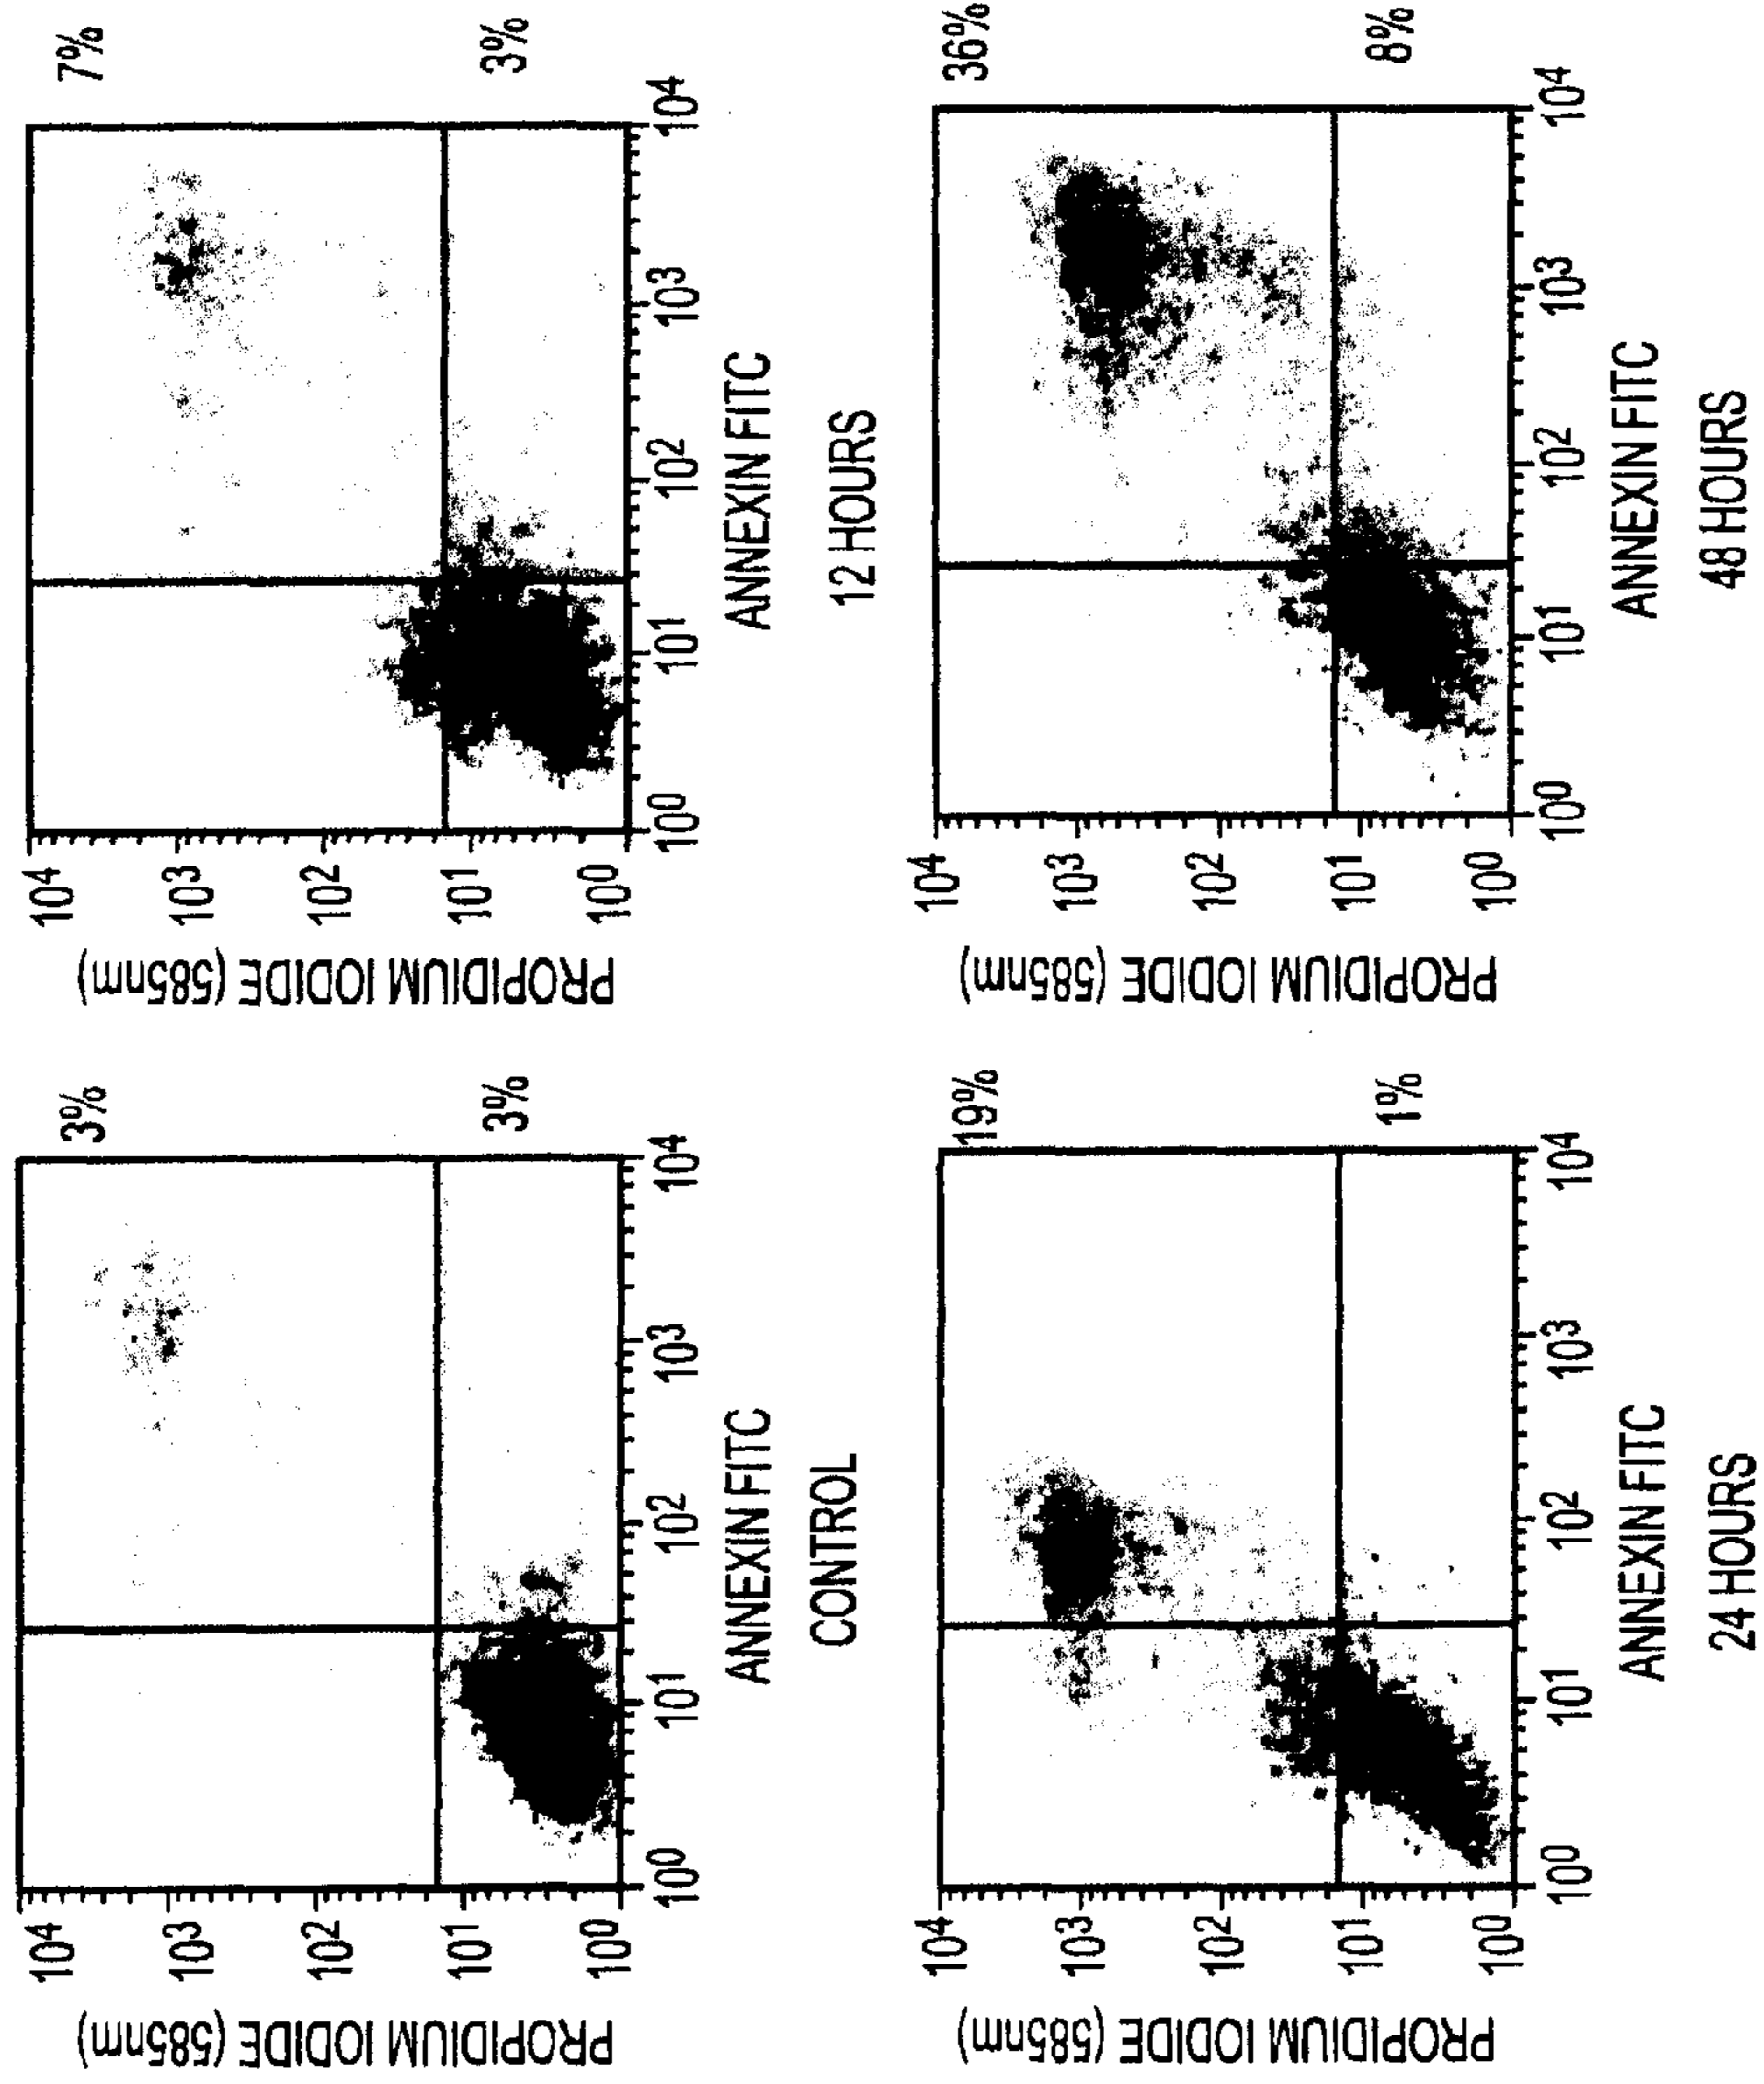 PROPIDIUM IODIDE (585nm)
10⁴
10³
10²
10¹
10⁰
3%
3%
10⁰ 10¹ 10² 10³ 10⁴
ANNEXIN FITC
CONTROL
PROPIDIUM IODIDE (585nm)
10⁴
10³
10²
10¹
10⁰
7%
3%
10⁰ 10¹ 10² 10³ 10⁴
ANNEXIN FITC
12 HOURS
PROPIDIUM IODIDE (585nm)
10⁴
10³
10²
10¹
10⁰
19%
1%
10⁰ 10¹ 10² 10³ 10⁴
ANNEXIN FITC
24 HOURS
PROPIDIUM IODIDE (585nm)
10⁴
10³
10²
10¹
10⁰
36%
8%
10⁰ 10¹ 10² 10³ 10⁴
ANNEXIN FITC
48 HOURS